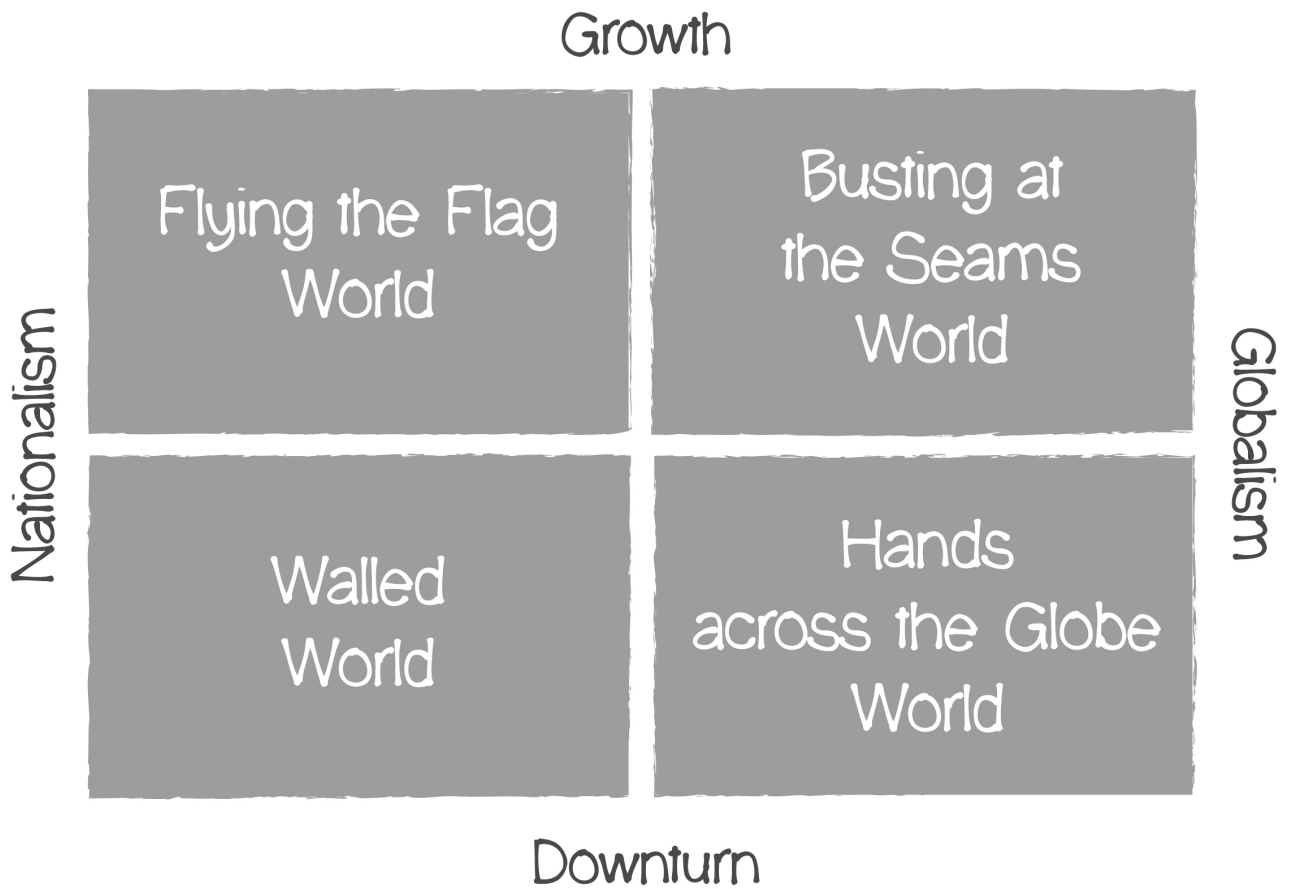 Growth
Flying the Flag
World
Busting at
the Seams
World
Nationalism
Globalism
Walled
World
Hands
across the Globe
World
Downturn